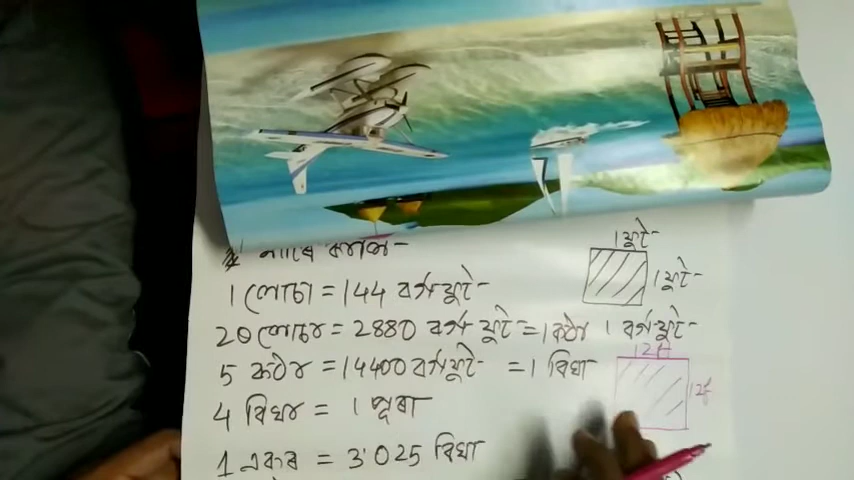 1 লোচা = 144 বৰ্গফুট
20 লোচা = 2880 বৰ্গফুট = 1 কঠা
5 কঠা = 14400 বৰ্গফুট = 1 বিঘা
4 বিঘা = 1 পূৰা
1 একৰ = 3.025 বিঘা
1 ফুট
1 ফুট
1 বৰ্গফুট
12 f